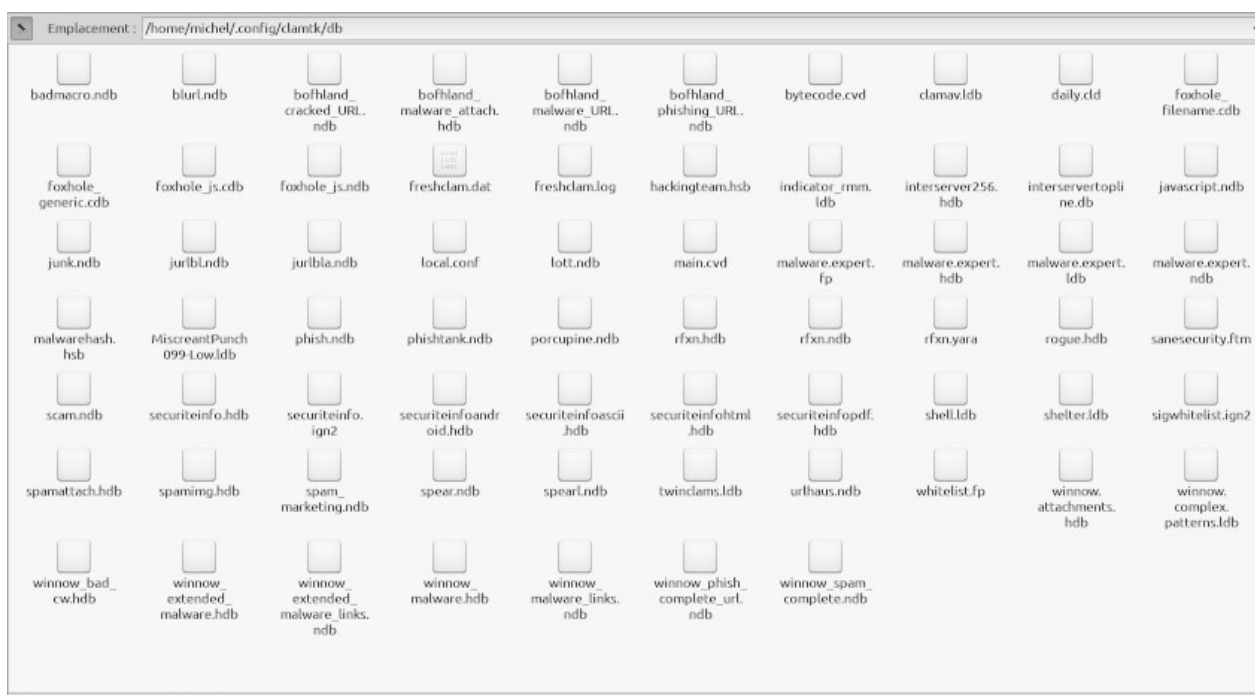 Emplacement : /home/michel/.config/clamtk/db
badmacro.ndb
blurl.ndb
bofhland_
cracked_URL.
ndb
bofhland_
malware_attach.
hdb
bofhland_
malware_URL.
ndb
bofhland_
phishing_URL.
ndb
bytecode.cvd
clamav.ldb
daily.cld
foxhole_
filename.cdb
foxhole_
generic.cdb
foxhole_js.cdb
foxhole_js.ndb
freshclam.dat
freshclam.log
hackingteam.hsb
indicator_rmm.
ldb
interserver256.
hdb
interservertopli
ne.db
javascript.ndb
junk.ndb
jurlbl.ndb
jurlbla.ndb
local.conf
lott.ndb
main.cvd
malware.expert.
fp
malware.expert.
hdb
malware.expert.
ldb
malware.expert.
ndb
malwarehash.
hsb
MiscreantPunch
099-Low.ldb
phish.ndb
phishtank.ndb
porcupine.ndb
rfxn.hdb
rfxn.ndb
rfxn.yara
rogue.hdb
sanesecurity.ftm
scam.ndb
securiteinfo.hdb
securiteinfo.
ign2
securiteinfoandr
oid.hdb
securiteinfoascii
.hdb
securiteinfohtml
.hdb
securiteinfopdf.
hdb
shell.ldb
shelter.ldb
sigwhitelist.ign2
spamattach.hdb
spamimg.hdb
spam_
marketing.ndb
spear.ndb
spearl.ndb
twinclams.ldb
urlhaus.ndb
whitelist.fp
winnow.
attachments.
hdb
winnow.
complex.
patterns.ldb
winnow_bad_
cw.hdb
winnow_
extended_
malware.hdb
winnow_
extended_
malware_links.
ndb
winnow_
malware.hdb
winnow_
malware_links.
ndb
winnow_phish_
complete_url.
ndb
winnow_spam_
complete.ndb